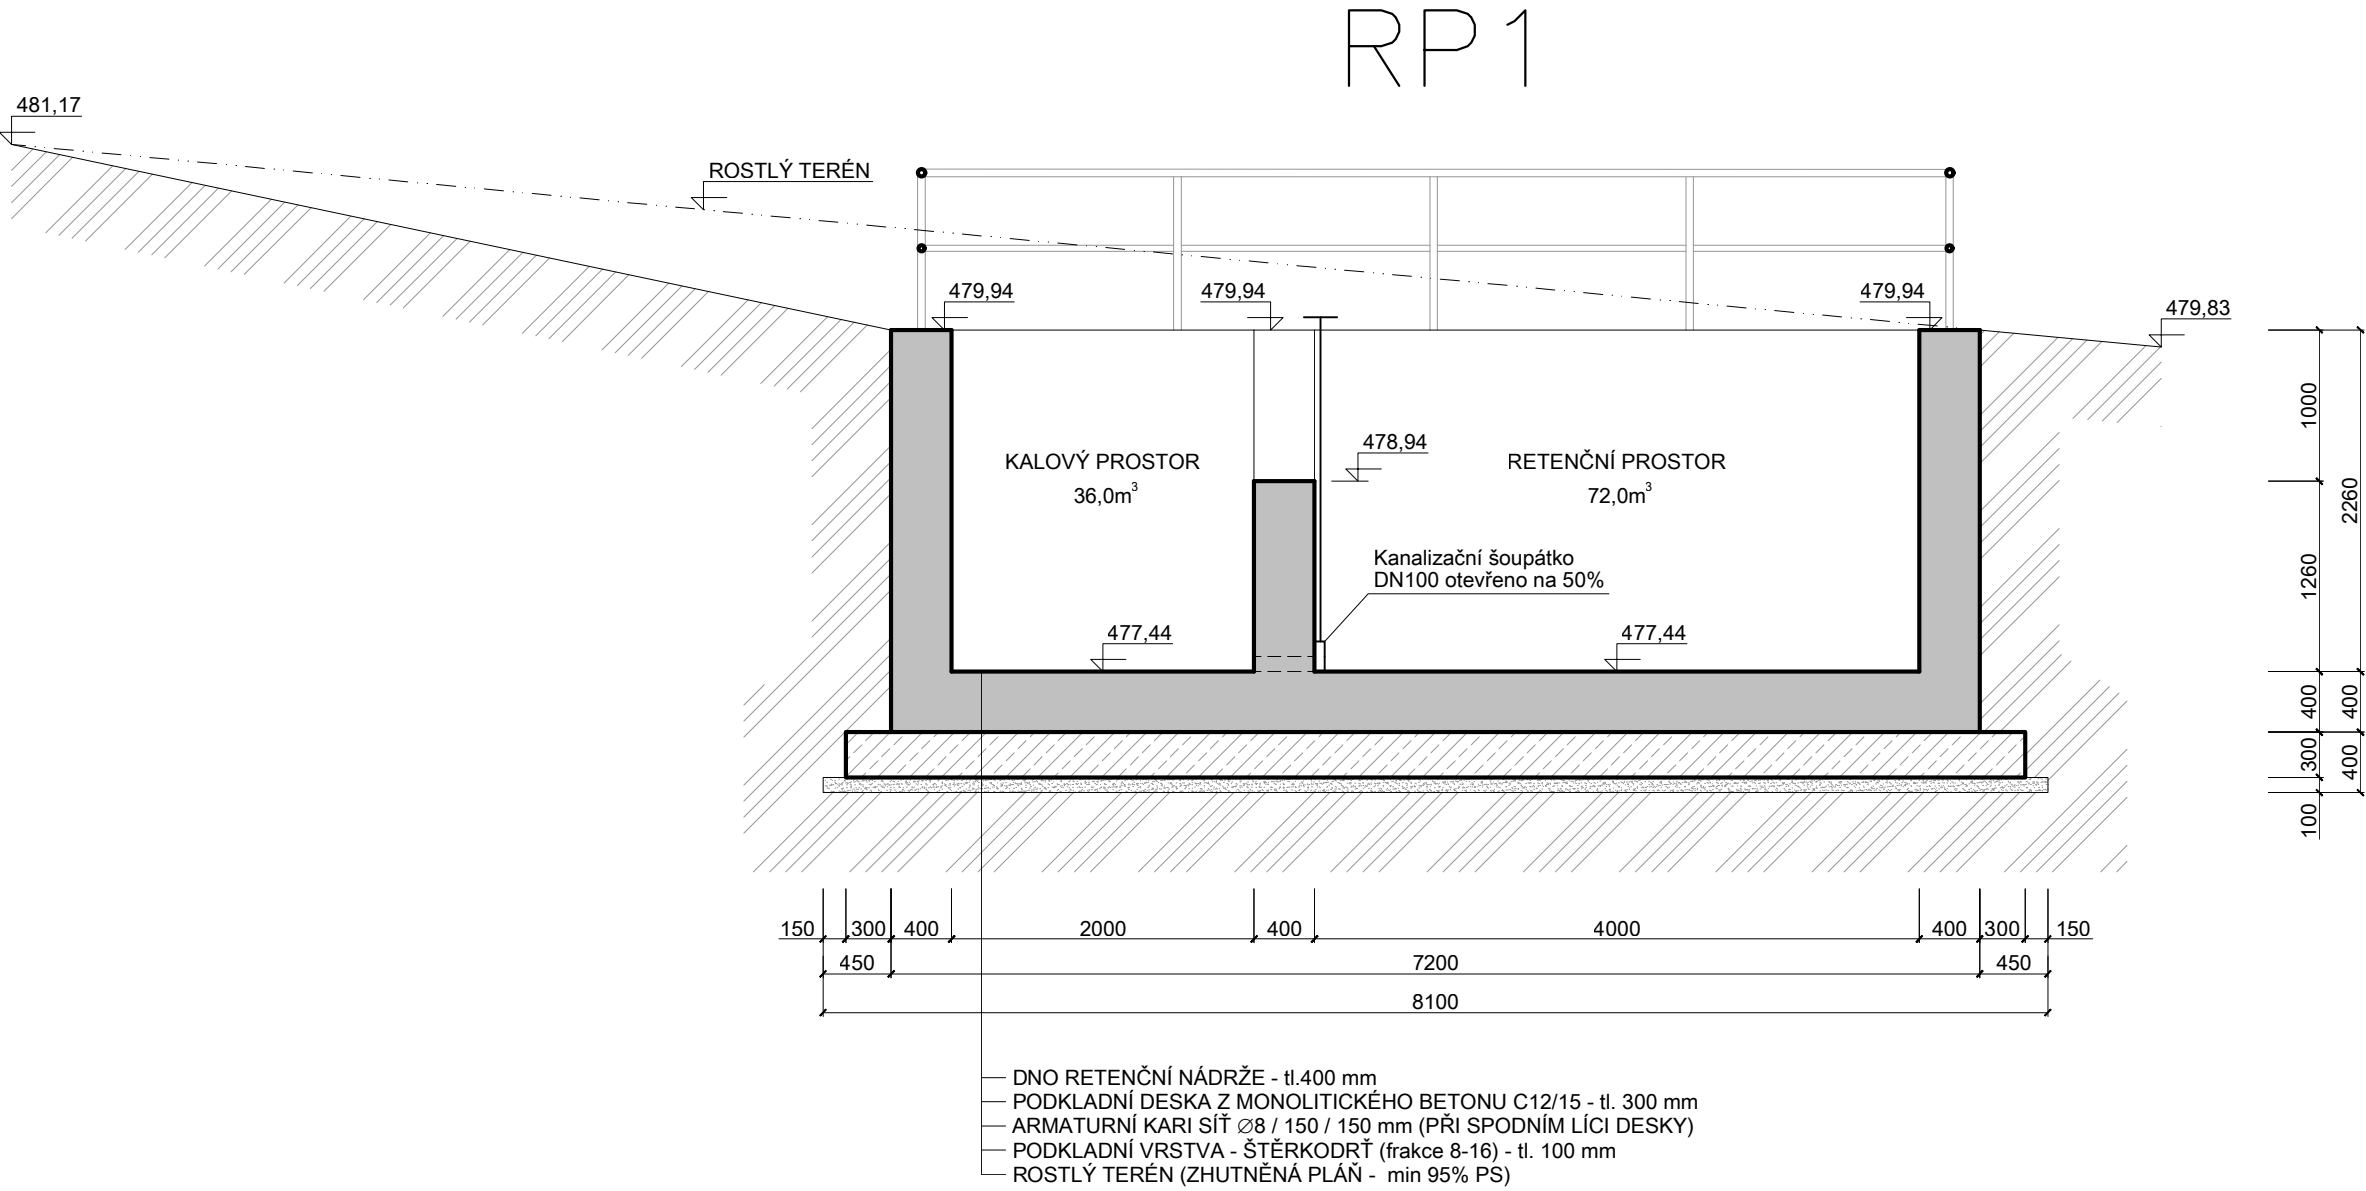 RP1
481,17
ROSTLÝ TERÉN
479,94
479,94
479,94
479,83
478,94
KALOVÝ PROSTOR
36,0m³
RETENČNÍ PROSTOR
72,0m³
Kanalizační šoupátko
DN100 otevřeno na 50%
477,44
477,44
1000
1260
2260
400
400
300
400
100
150
300
400
2000
400
4000
400
300
150
450
7200
450
8100
DNO RETENČNÍ NÁDRŽE - tl.400 mm
PODKLADNÍ DESKA Z MONOLITICKÉHO BETONU C12/15 - tl. 300 mm
ARMATURNÍ KARI SÍŤ ∅8 / 150 / 150 mm (PŘI SPODNÍM LÍCI DESKY)
PODKLADNÍ VRSTVA - ŠTĚRKODRŤ (frakce 8-16) - tl. 100 mm
ROSTLÝ TERÉN (ZHUTNĚNÁ PLÁŇ - min 95% PS)